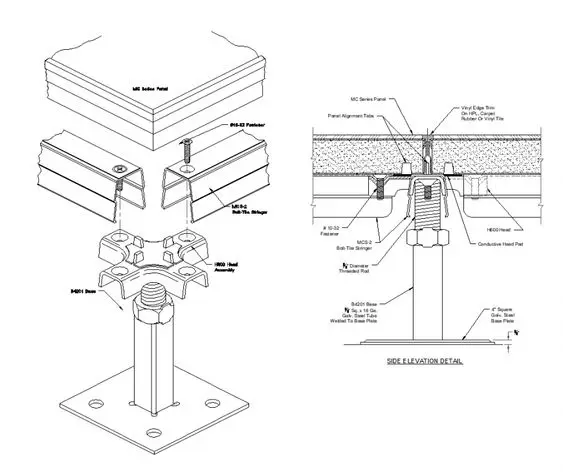 MC Series Panel
#10-32 Fastener
MCS-2
Bolt-Tite Stringer
H800 Head
Assembly
B4201 Base
MC Series Panel
Panel Alignment Tabs
Vinyl Edge Trim
On HPL, Carpet
Rubber Or Vinyl Tile
# 10-32
Fastener
MCS-2
Bolt-Tite Stringer
Diameter
Threaded Rod
H800 Head
Conductive Head Pad
B4201 Base
Sq. x 16 Ga.
Galv. Steel Tube
Welded To Base Plate
4" Square
Galv. Steel
Base Plate
SIDE ELEVATION DETAIL